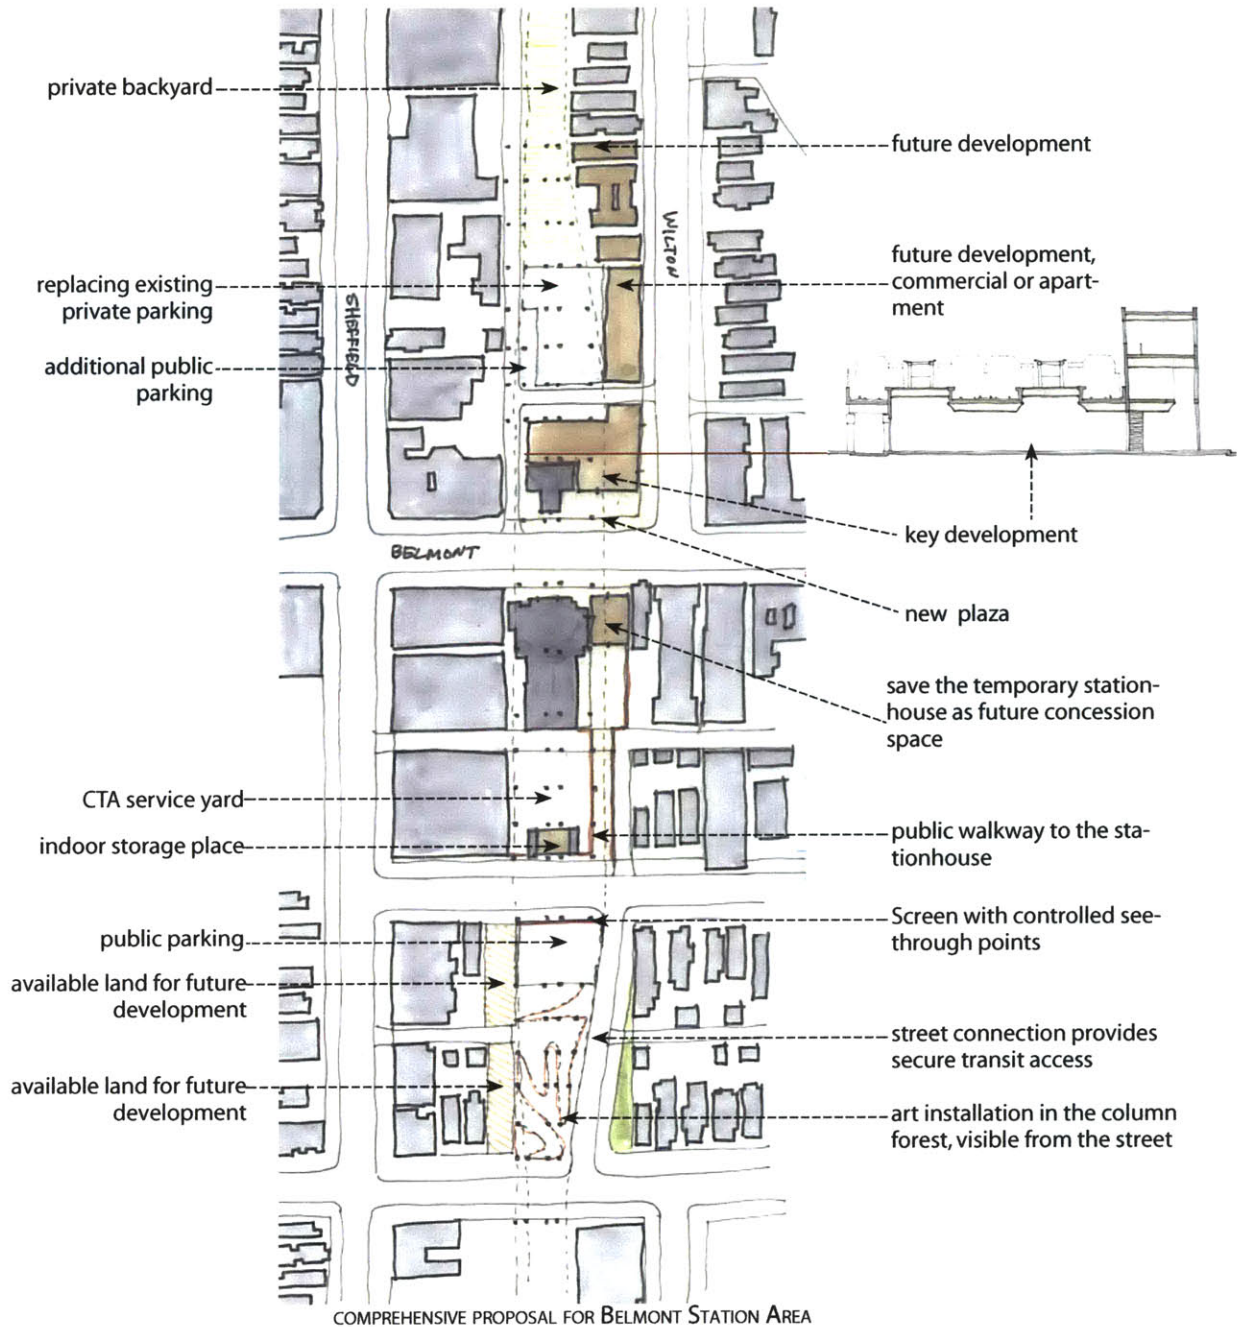 private backyard
future development
WILTON
future development,
commercial or apart-
ment
replacing existing
private parking
SHEFFIELD
additional public
parking
key development
BELMONT
new plaza
save the temporary station-
house as future concession
space
CTA service yard
indoor storage place
public walkway to the sta-
tionhouse
Screen with controlled see-
through points
public parking
available land for future
development
street connection provides
secure transit access
available land for future
development
art installation in the column
forest, visible from the street
COMPREHENSIVE PROPOSAL FOR BELMONT STATION AREA